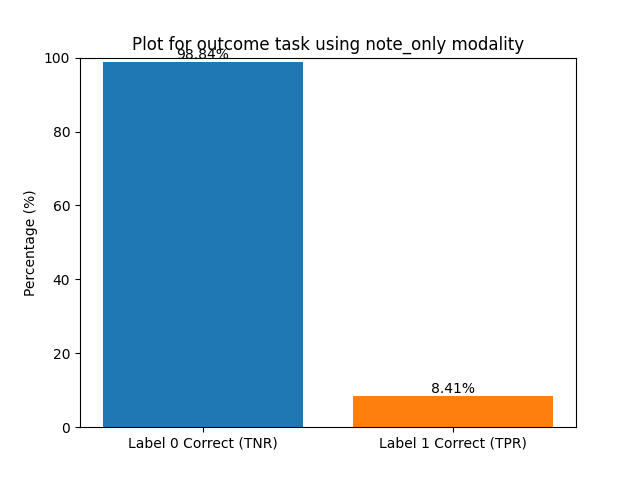 Plot for outcome task using note_only modality
98.84%
100
80
60
40
20
0
Percentage (%)
8.41%
Label 0 Correct (TNR)
Label 1 Correct (TPR)